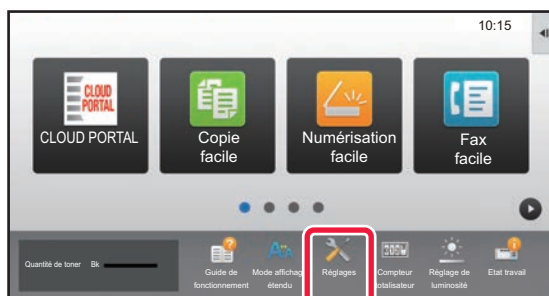 10:15
CLOUD
PORTAL
CLOUD PORTAL
Copie
facile
Numérisation
facile
Fax
facile
Quantité de toner Bk
Guide de
fonctionnement
Mode affichage
étendu
Réglages
Compteur
totalisateur
Réglage de
luminosité
Etat travail